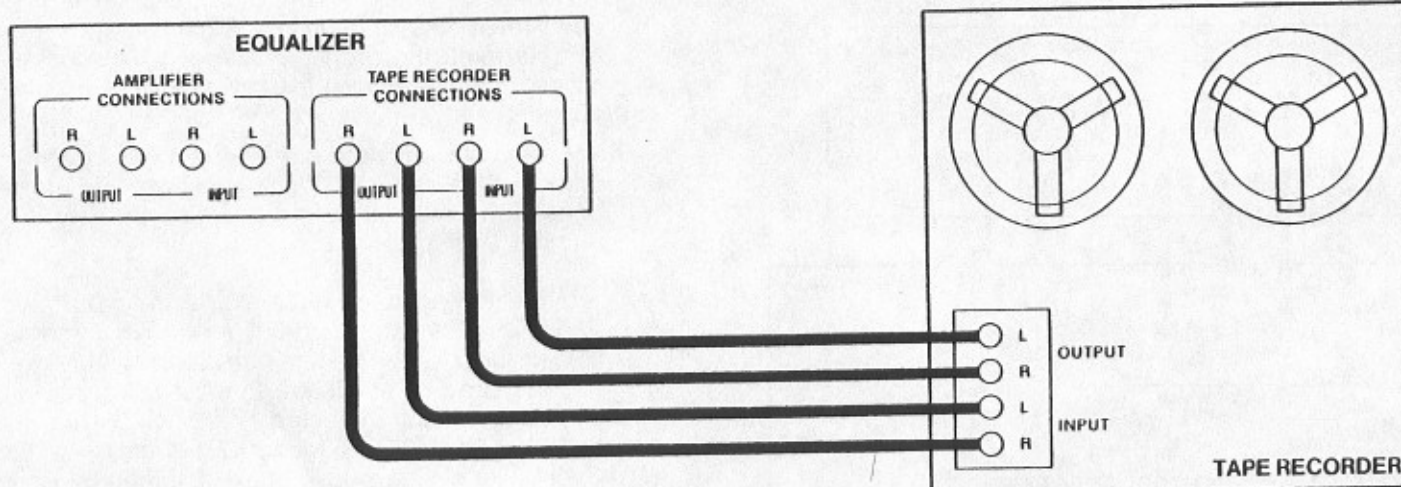 EQUALIZER
AMPLIFIER
CONNECTIONS
R L R L
OUTPUT INPUT
TAPE RECORDER
CONNECTIONS
R L R L
OUTPUT INPUT
L
R
OUTPUT
L
R
INPUT
TAPE RECORDER